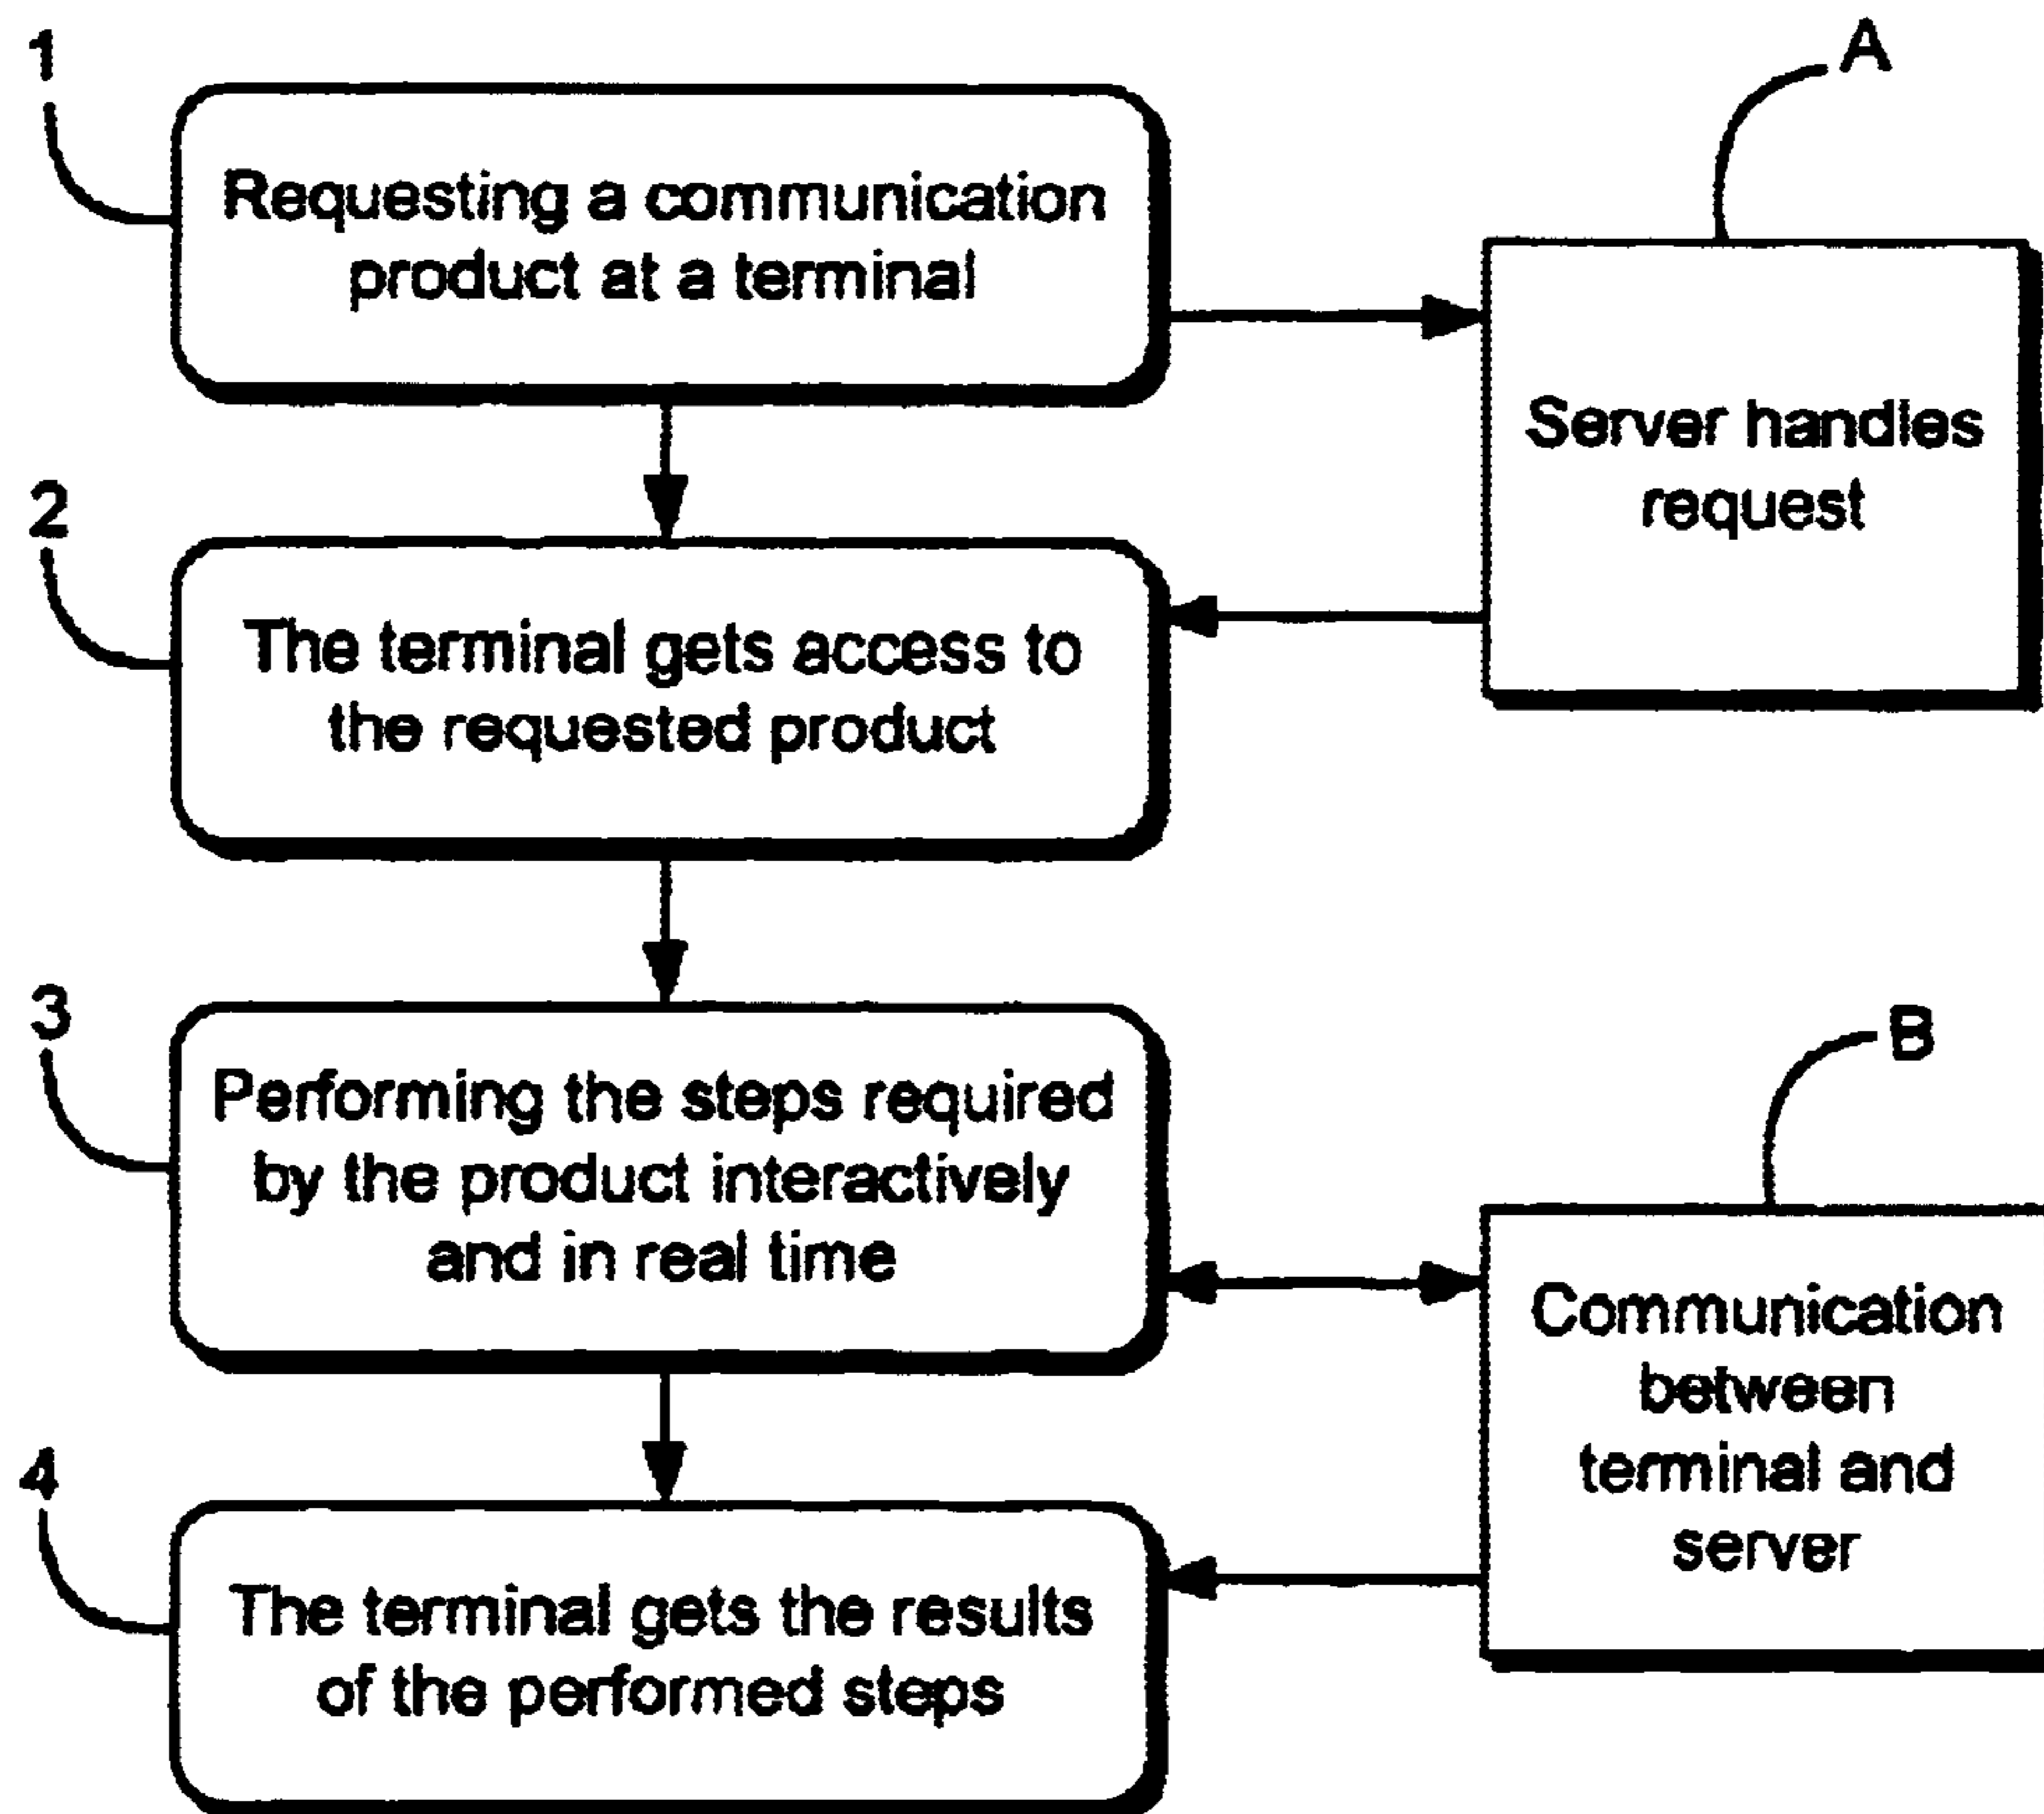 1
Requesting a communication
product at a terminal
A
Server handles
request
2
The terminal gets access to
the requested product
3
Performing the steps required
by the product interactively
and in real time
B
Communication
between
terminal and
server
4
The terminal gets the results
of the performed steps